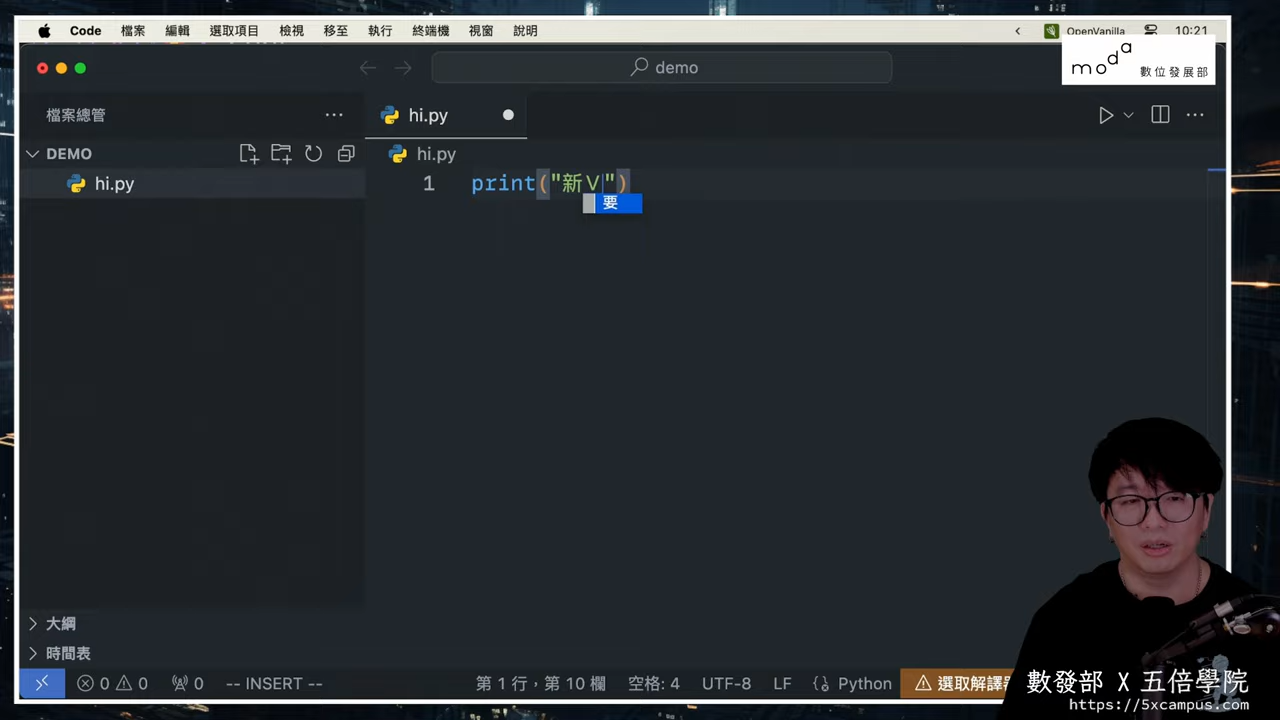 Code 檔案 編輯 選取項目 檢視 移至 執行 終端機 視窗 說明 OpenVanilla 10:21
moda 數位發展部
demo
檔案總管
hi.py
DEMO
hi.py
hi.py
1 print("新V")
要
大綱
時間表
0 0 0 -- INSERT -- 第 1 行，第 10 欄 空格: 4 UTF-8 LF Python 選取解譯器
數發部 X 五倍學院
https://5xcampus.com